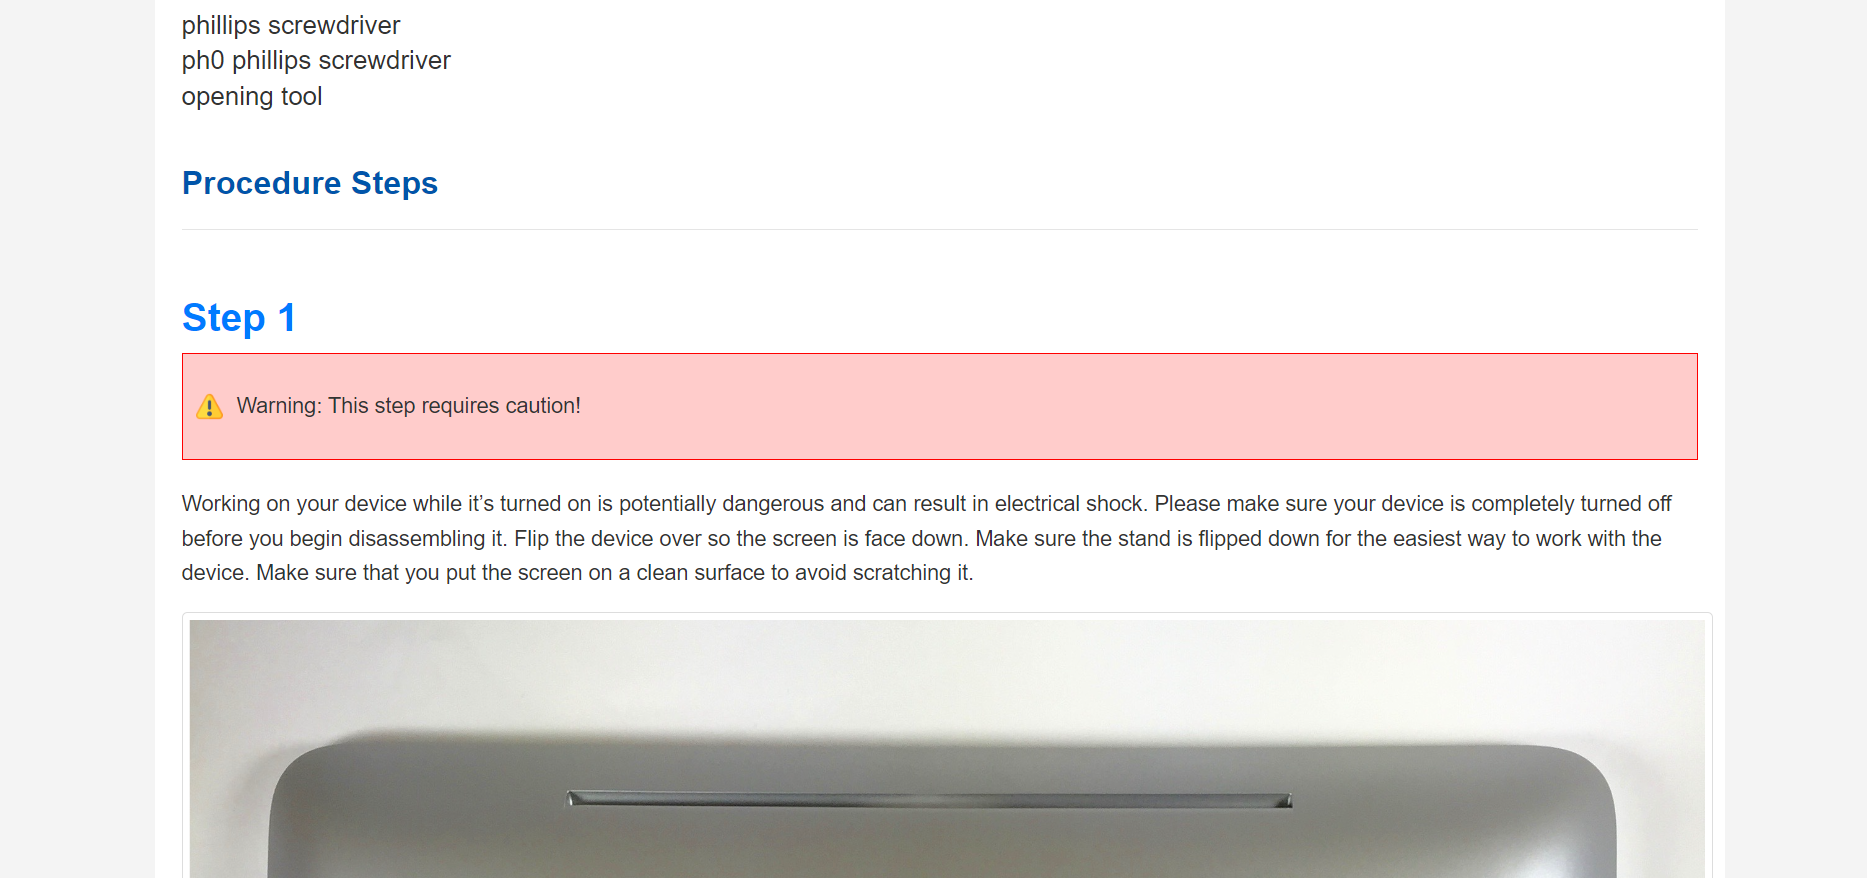 phillips screwdriver
ph0 phillips screwdriver
opening tool
Procedure Steps
Step 1
Warning: This step requires caution!
Working on your device while it’s turned on is potentially dangerous and can result in electrical shock. Please make sure your device is completely turned off
before you begin disassembling it. Flip the device over so the screen is face down. Make sure the stand is flipped down for the easiest way to work with the
device. Make sure that you put the screen on a clean surface to avoid scratching it.